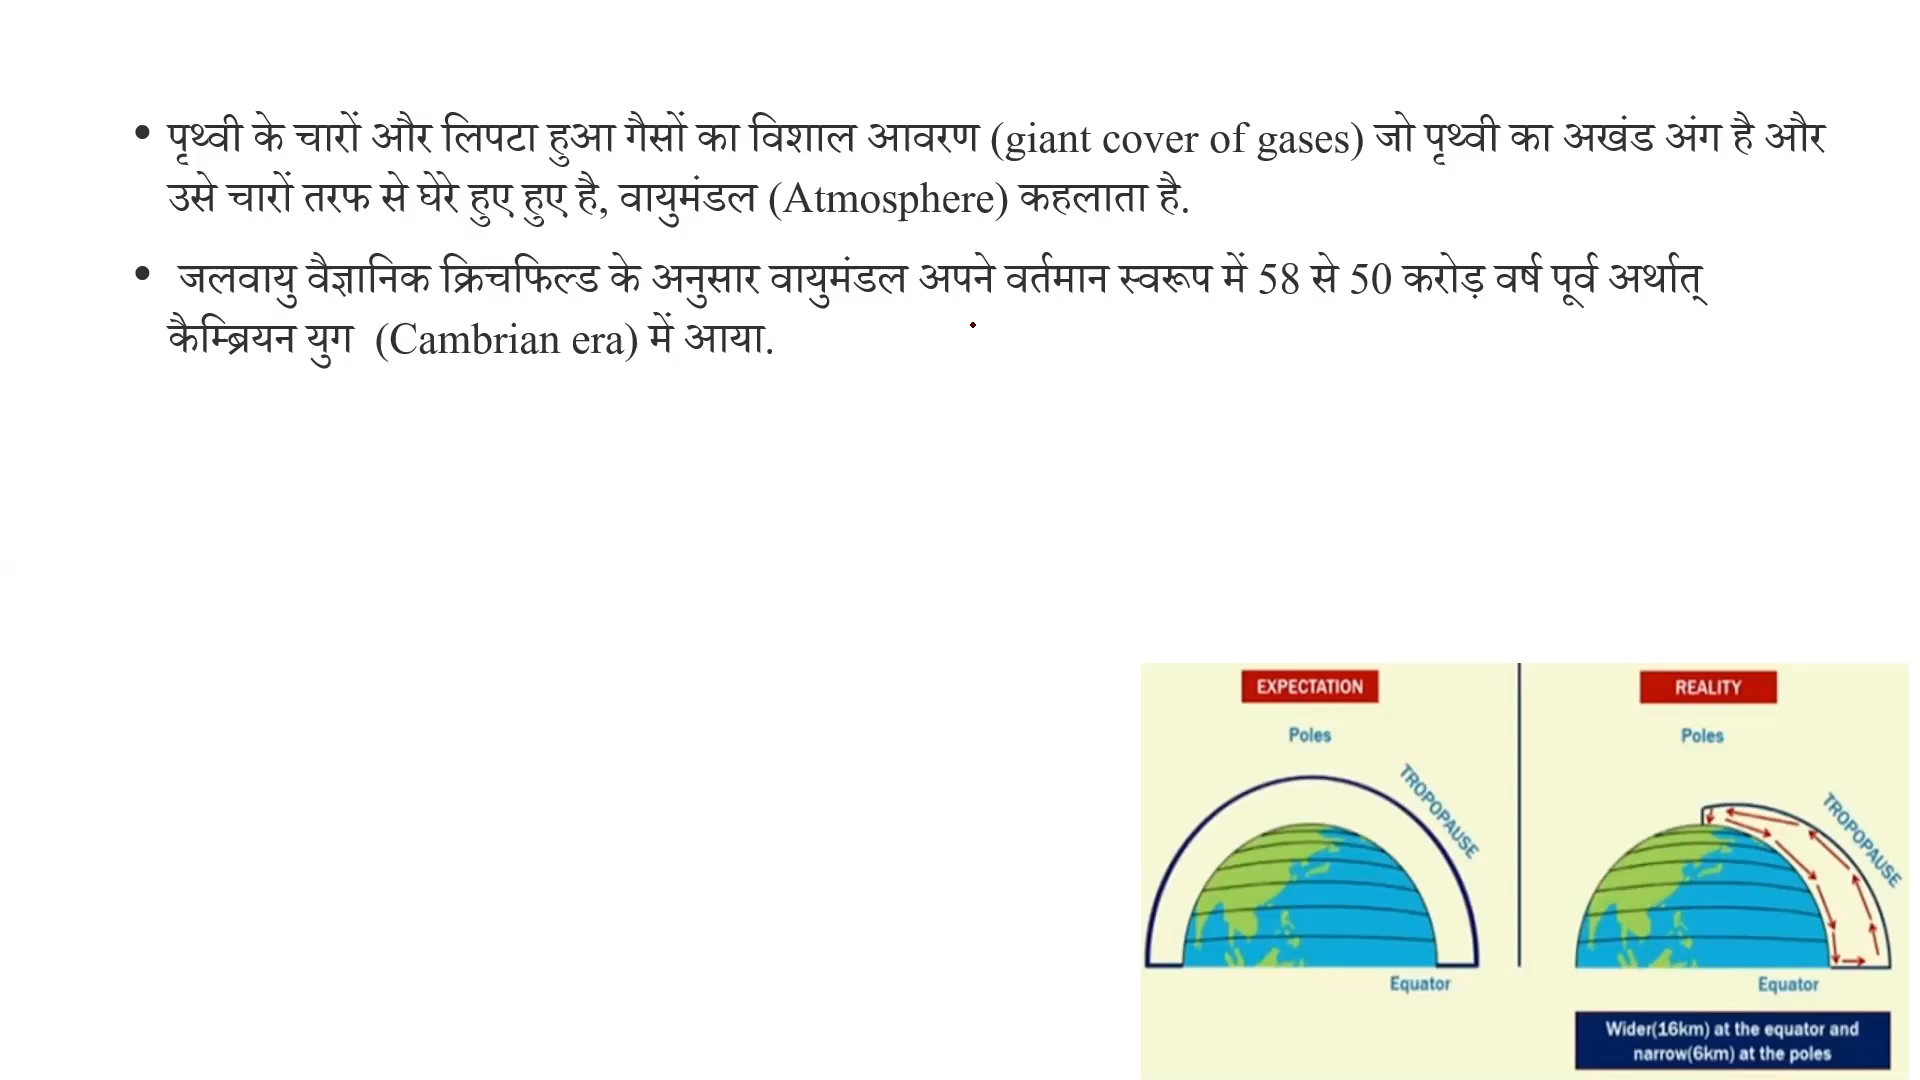 • पृथ्वी के चारों और लिपटा हुआ गैसों का विशाल आवरण (giant cover of gases) जो पृथ्वी का अखंड अंग है और
उसे चारों तरफ से घेरे हुए हुए है, वायुमंडल (Atmosphere) कहलाता है.
• जलवायु वैज्ञानिक क्रिचफिल्ड के अनुसार वायुमंडल अपने वर्तमान स्वरूप में 58 से 50 करोड़ वर्ष पूर्व अर्थात्
कैम्ब्रियन युग (Cambrian era) में आया.
EXPECTATION
Poles
TROPOPAUSE
Equator
REALITY
Poles
TROPOPAUSE
Equator
Wider(16km) at the equator and
narrow(6km) at the poles